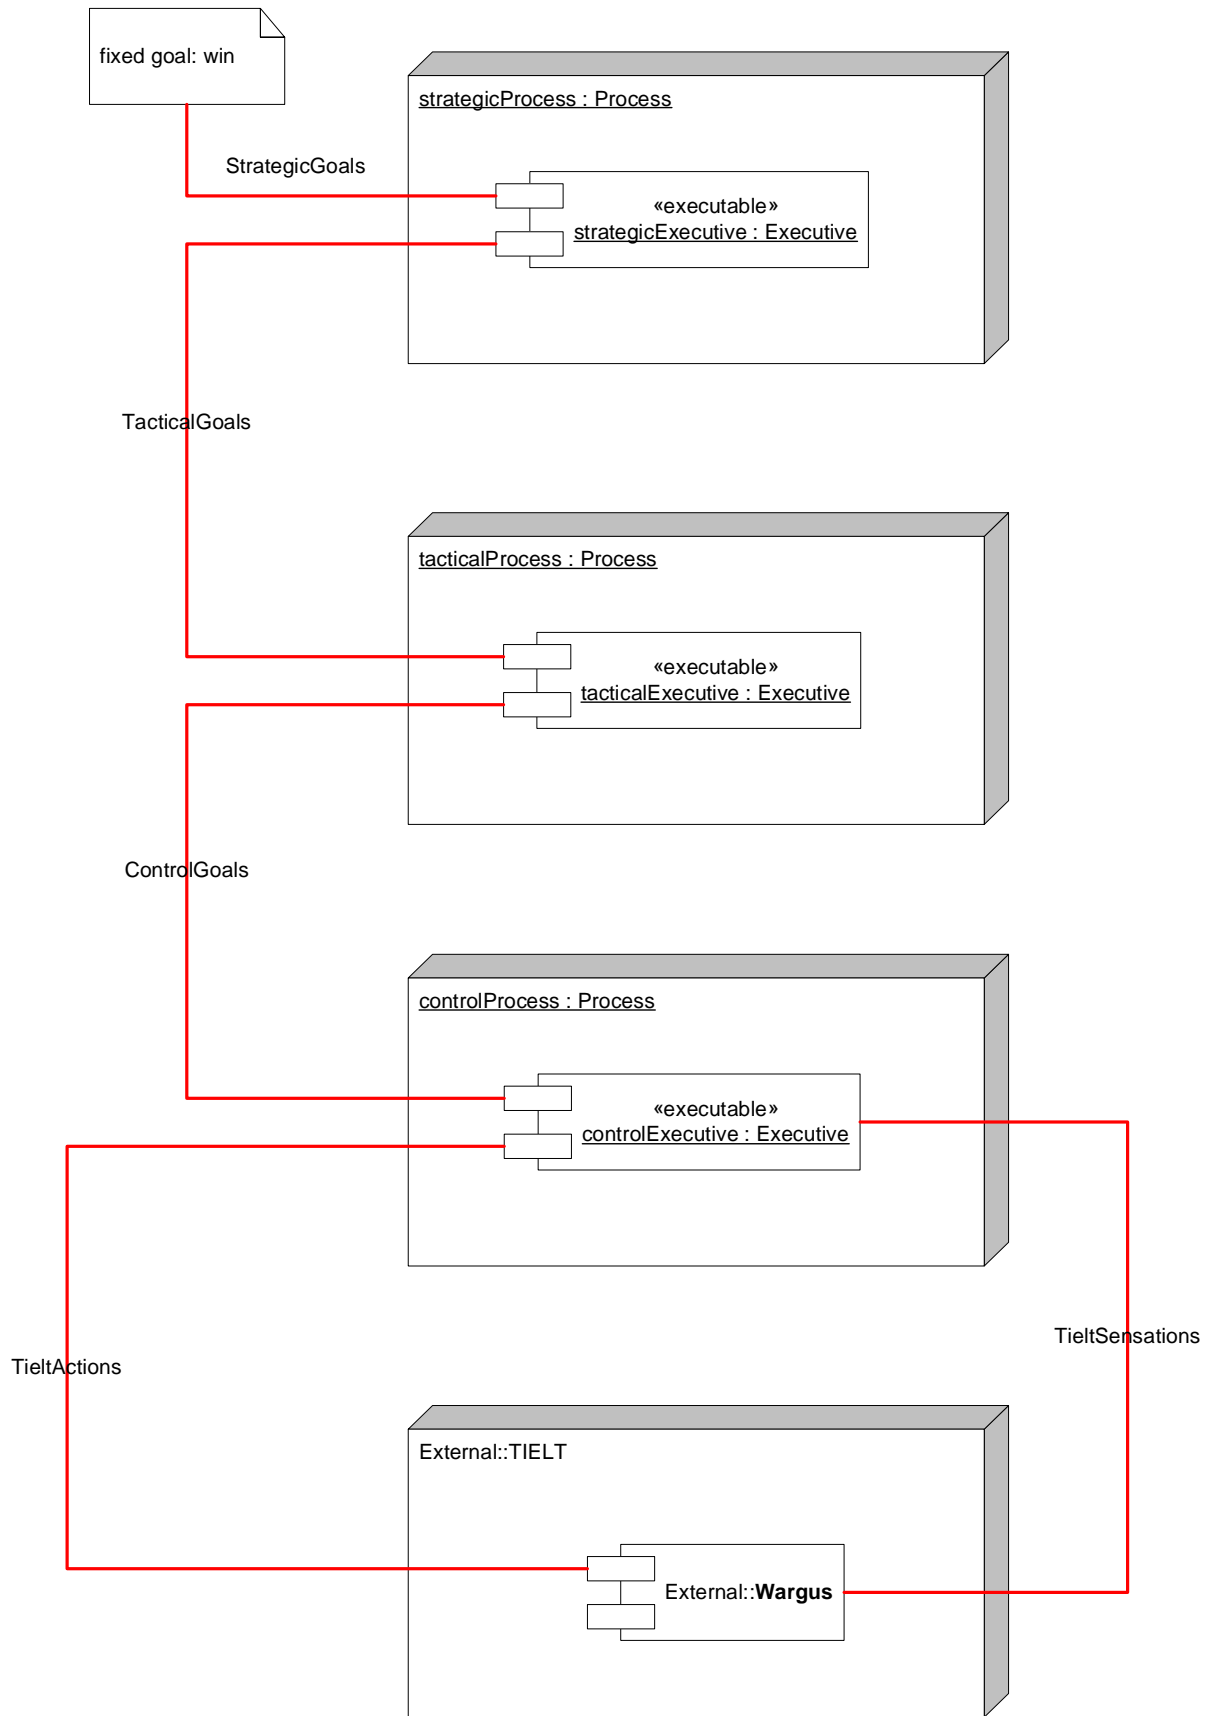 fixed goal: win
strategicProcess : Process
StrategicGoals
«executable»
strategicExecutive : Executive
TacticalGoals
tacticalProcess : Process
«executable»
tacticalExecutive : Executive
ControlGoals
controlProcess : Process
«executable»
controlExecutive : Executive
TieltSensations
TieltActions
External::TIELT
External::Wargus